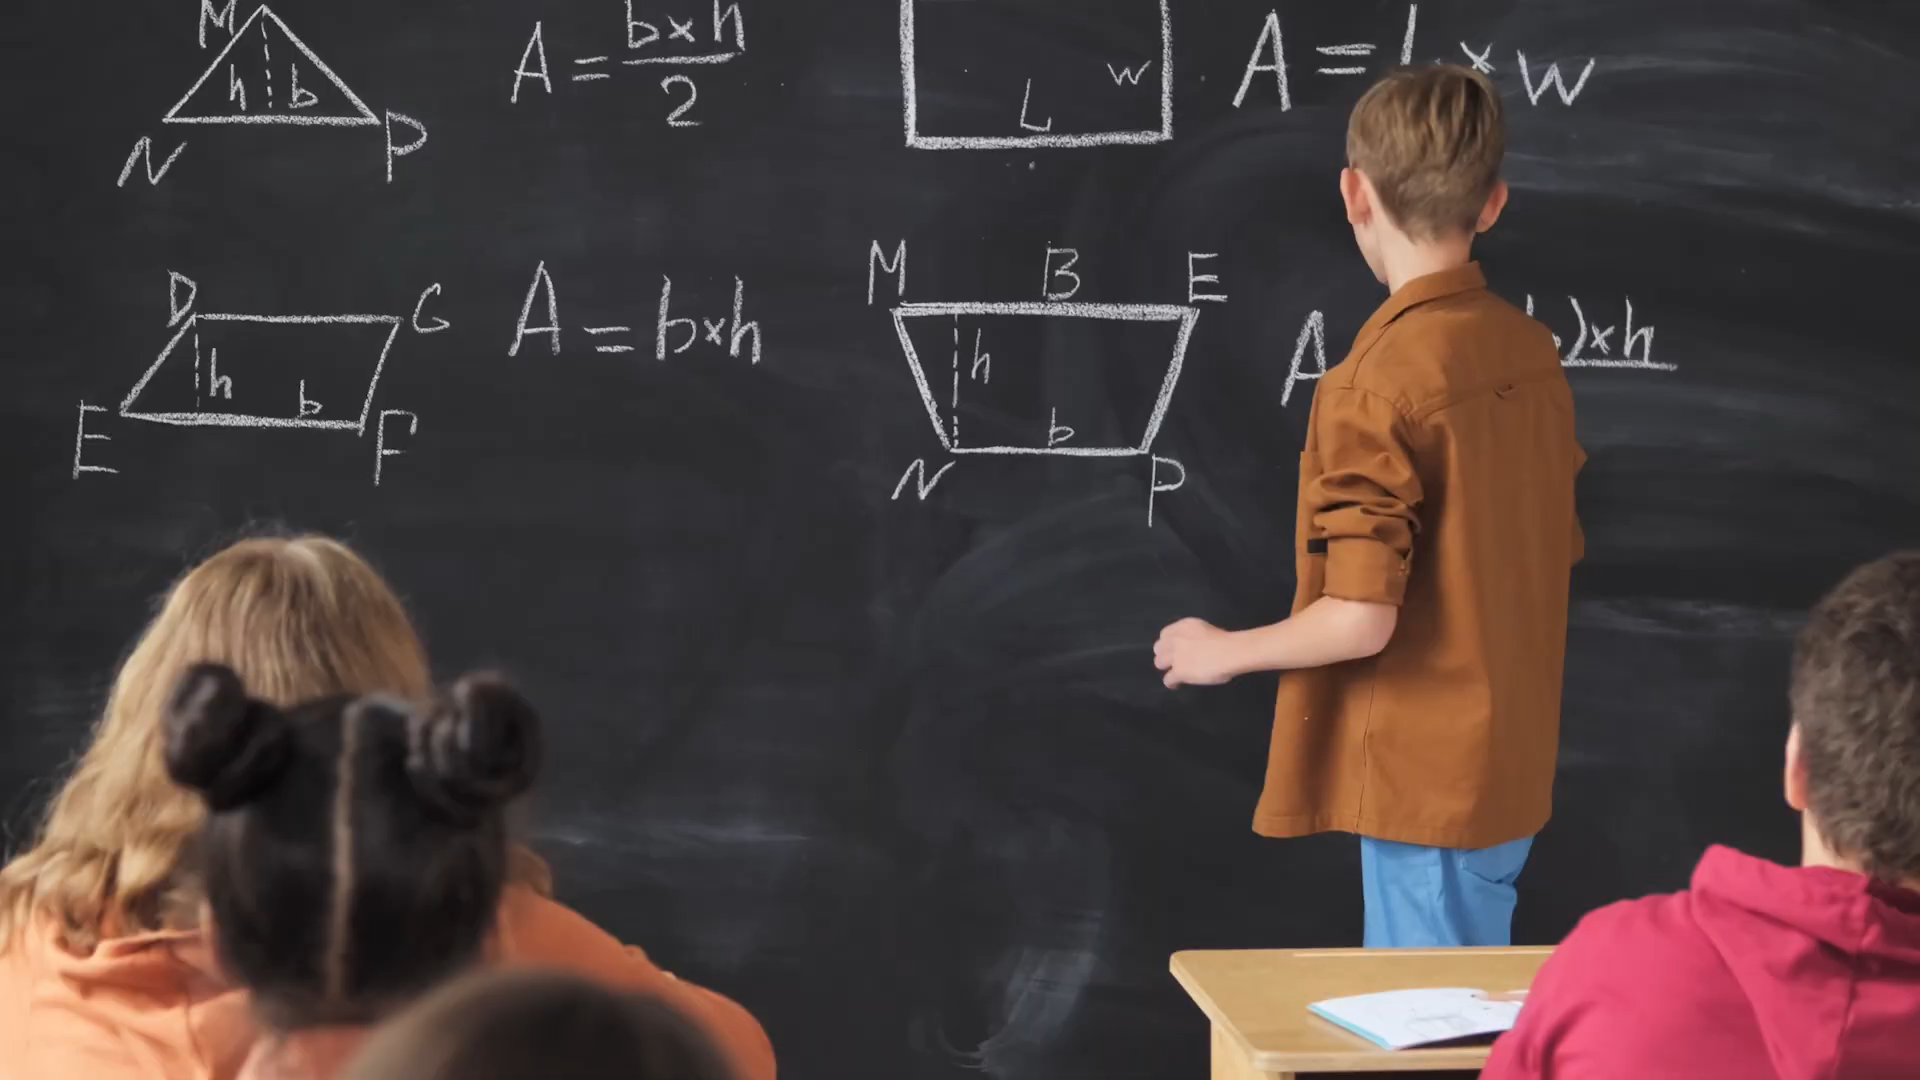 M
h b
N P
A = b×h
2
L w
A = L × w
D G
h b
E F
A = b×h
M B E
h
b
N P
A
)×h